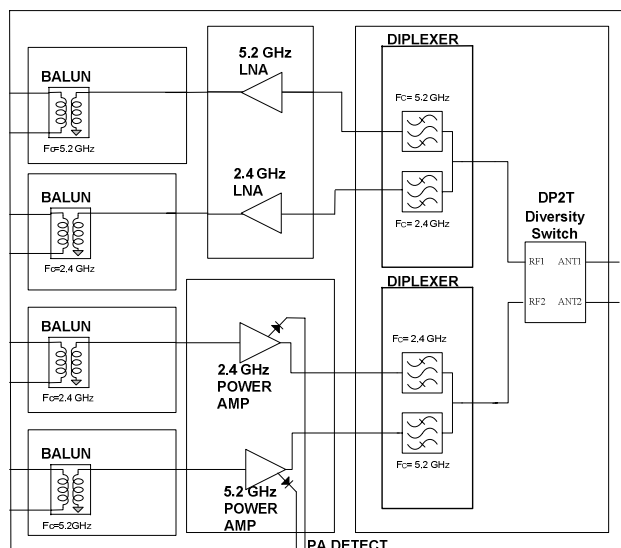 BALUN
Fc=5.2 GHz
5.2 GHz
LNA
DIPLEXER
Fc = 5.2 GHz
Fc = 2.4 GHz
BALUN
Fc=2.4 GHz
2.4 GHz
LNA
DP2T
Diversity
Switch
RF1 ANT1
RF2 ANT2
DIPLEXER
Fc = 2.4 GHz
Fc = 5.2 GHz
BALUN
Fc=2.4 GHz
2.4 GHz
POWER
AMP
BALUN
Fc=5.2GHz
5.2 GHz
POWER
AMP
PA DETECT